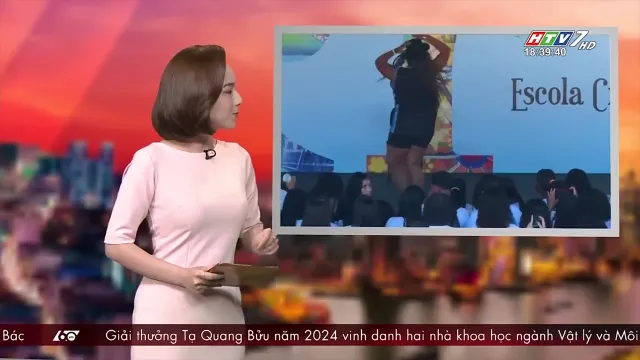 HTV7 HD
18:39:40
Escola
Bác
Giải thưởng Tạ Quang Bửu năm 2024 vinh danh hai nhà khoa học ngành Vật lý và Môi